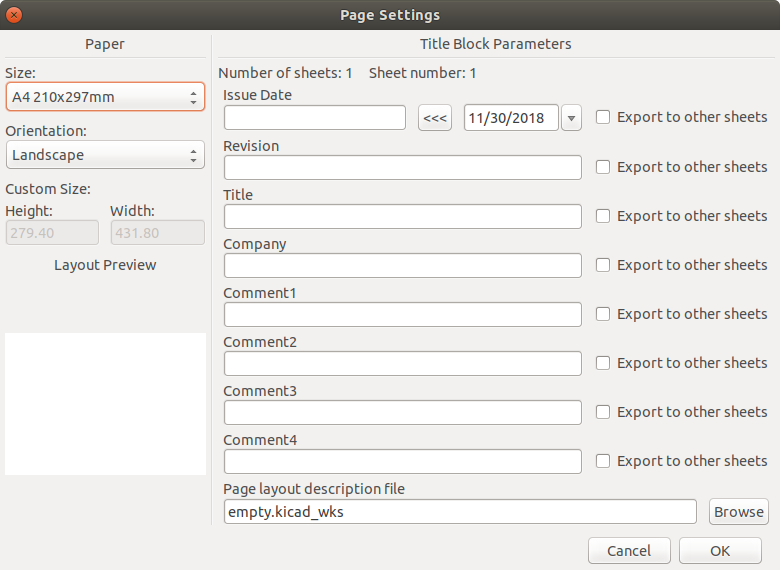 Page Settings
Paper
Size:
A4 210x297mm
Orientation:
Landscape
Custom Size:
Height: Width:
279.40 431.80
Layout Preview
Title Block Parameters
Number of sheets: 1 Sheet number: 1
Issue Date
<<< 11/30/2018 Export to other sheets
Revision
Export to other sheets
Title
Export to other sheets
Company
Export to other sheets
Comment1
Export to other sheets
Comment2
Export to other sheets
Comment3
Export to other sheets
Comment4
Export to other sheets
Page layout description file
empty.kicad_wks Browse
Cancel OK